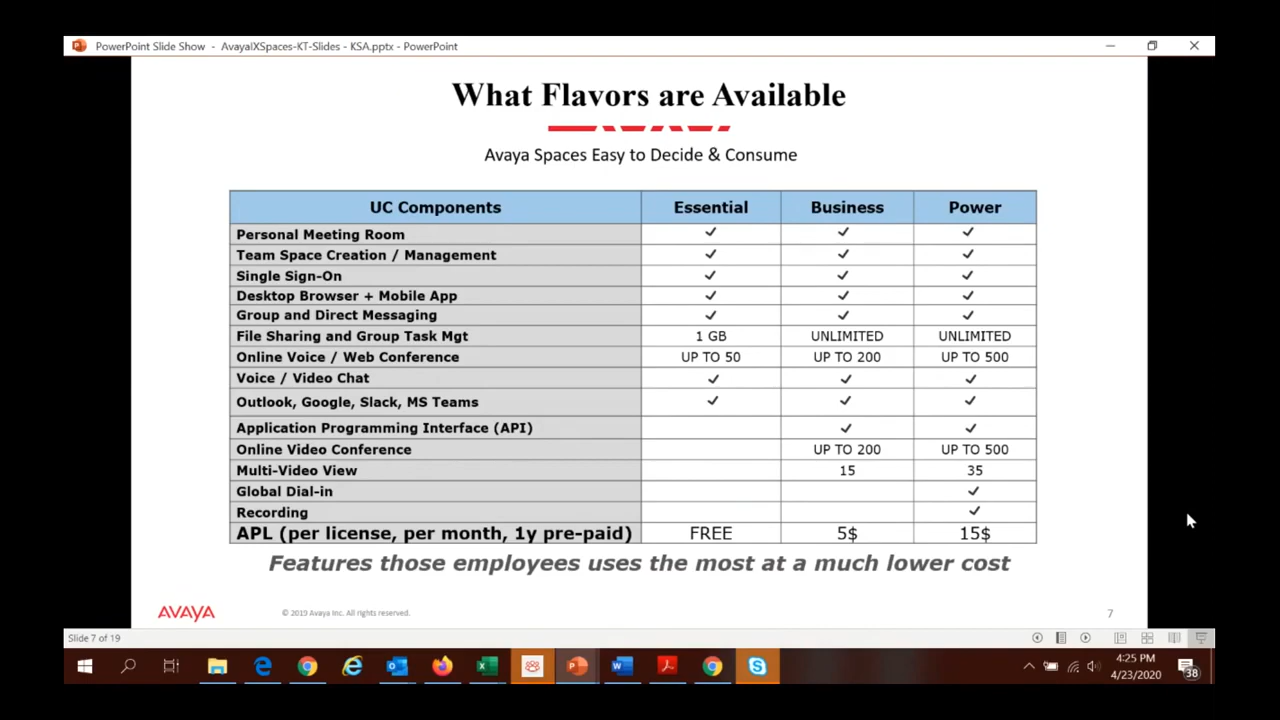 PowerPoint Slide Show - AvayaIXSpaces-KT-Slides - KSA.pptx - PowerPoint
What Flavors are Available
Avaya Spaces Easy to Decide & Consume
UC Components Essential Business Power
Personal Meeting Room ✓ ✓ ✓
Team Space Creation / Management ✓ ✓ ✓
Single Sign-On ✓ ✓ ✓
Desktop Browser + Mobile App ✓ ✓ ✓
Group and Direct Messaging ✓ ✓ ✓
File Sharing and Group Task Mgt 1 GB UNLIMITED UNLIMITED
Online Voice / Web Conference UP TO 50 UP TO 200 UP TO 500
Voice / Video Chat ✓ ✓ ✓
Outlook, Google, Slack, MS Teams ✓ ✓ ✓
Application Programming Interface (API) ✓ ✓
Online Video Conference UP TO 200 UP TO 500
Multi-Video View 15 35
Global Dial-in ✓
Recording ✓
APL (per license, per month, 1y pre-paid) FREE 5$ 15$
Features those employees uses the most at a much lower cost
AVAYA © 2019 Avaya Inc. All rights reserved. 7
Slide 7 of 19
4:25 PM
4/23/2020
38